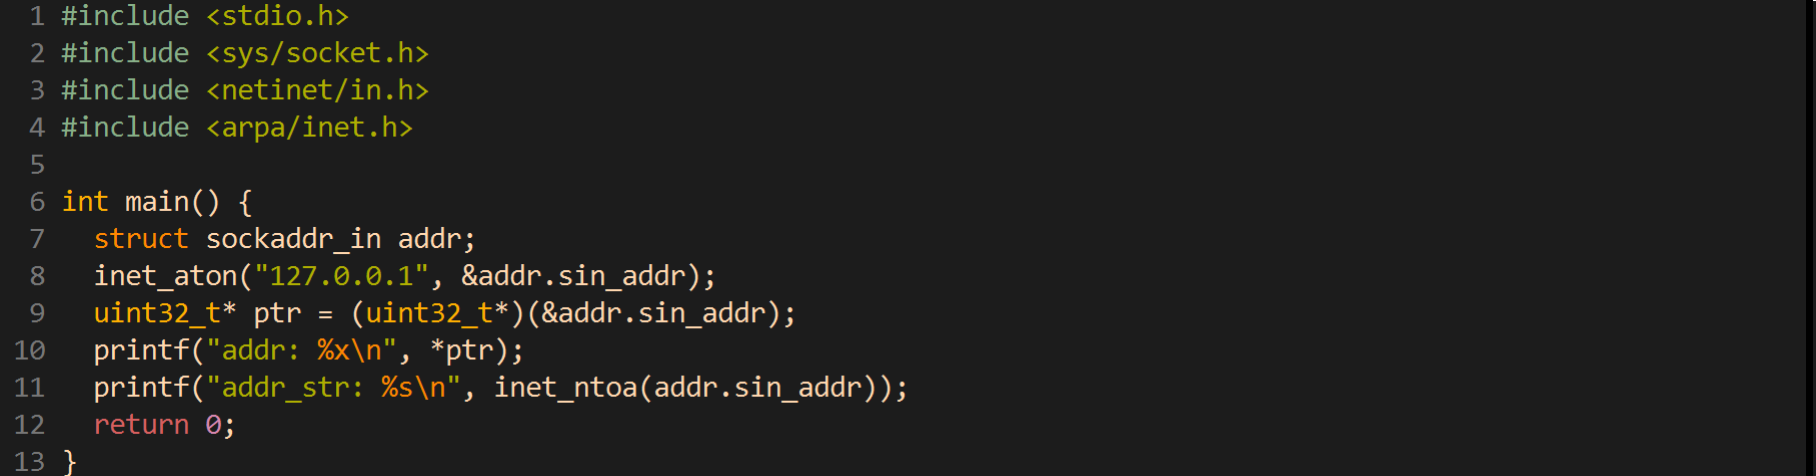 1 #include <stdio.h>
2 #include <sys/socket.h>
3 #include <netinet/in.h>
4 #include <arpa/inet.h>
5
6 int main() {
7   struct sockaddr_in addr;
8   inet_aton("127.0.0.1", &addr.sin_addr);
9   uint32_t* ptr = (uint32_t*)(&addr.sin_addr);
10   printf("addr: %x\n", *ptr);
11   printf("addr_str: %s\n", inet_ntoa(addr.sin_addr));
12   return 0;
13 }